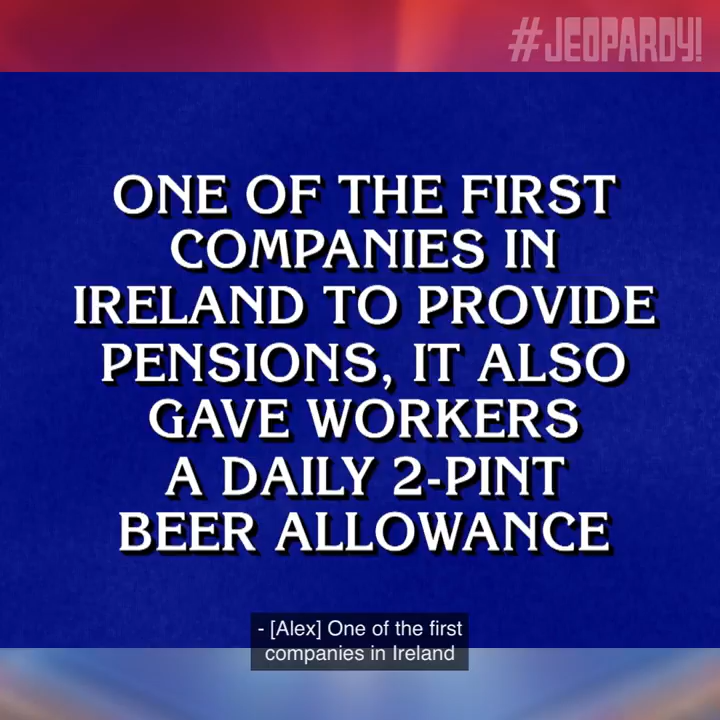 #JEOPARDY!
ONE OF THE FIRST
COMPANIES IN
IRELAND TO PROVIDE
PENSIONS, IT ALSO
GAVE WORKERS
A DAILY 2-PINT
BEER ALLOWANCE
- [Alex] One of the first
companies in Ireland